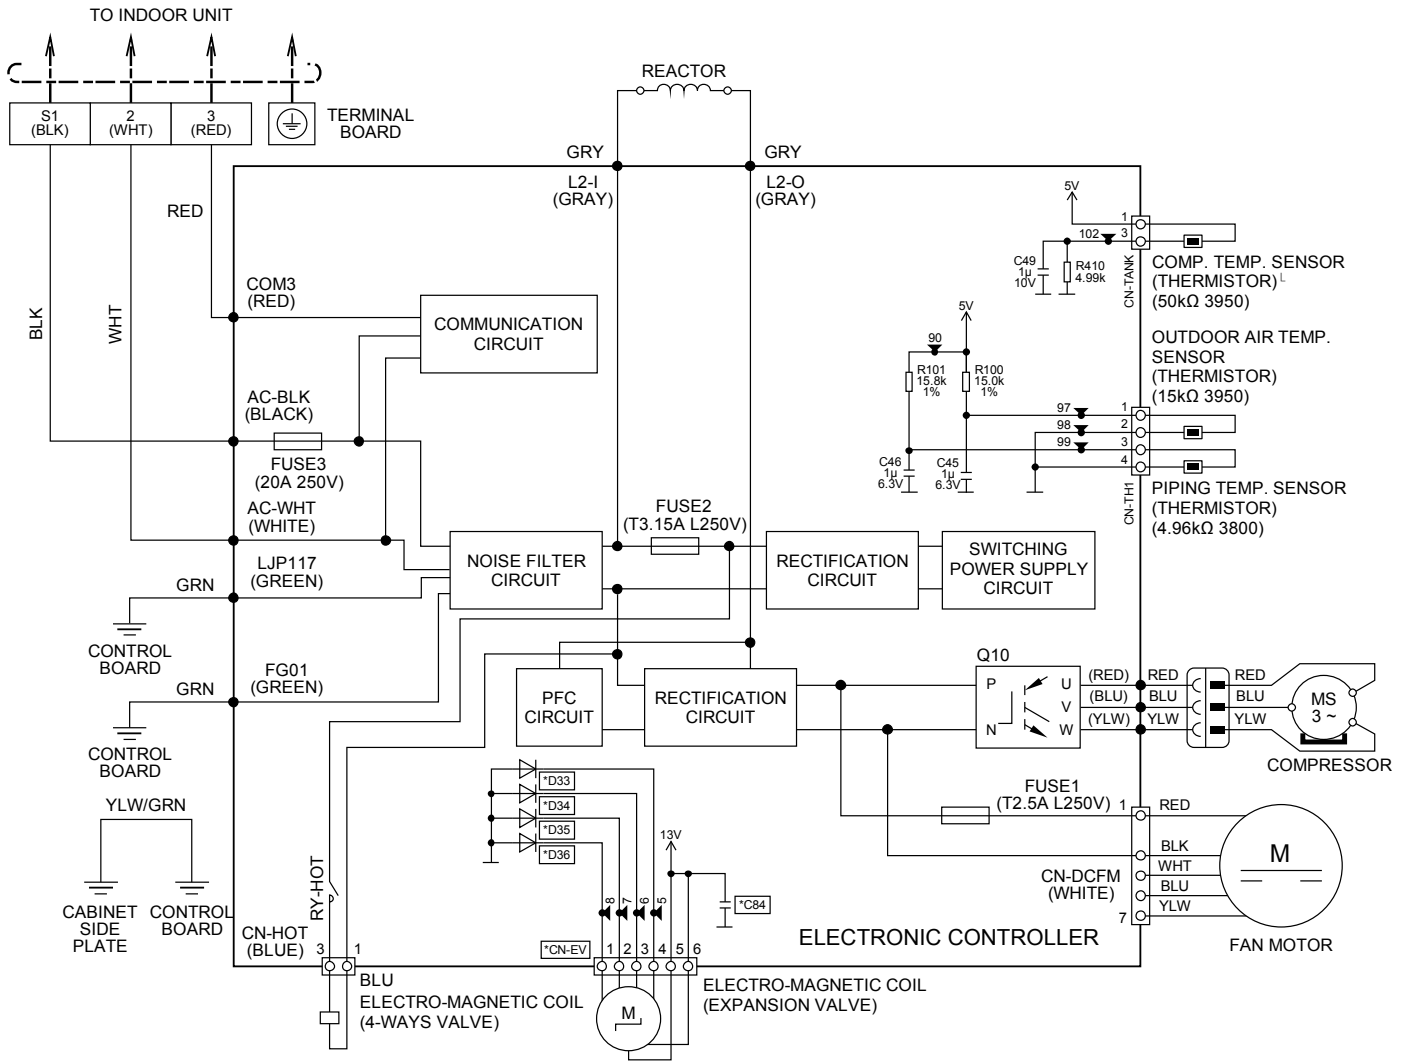 TO INDOOR UNIT
REACTOR
S1
(BLK)
2
(WHT)
3
(RED)
TERMINAL
BOARD
GRY
GRY
L2-I
(GRAY)
L2-O
(GRAY)
RED
BLK
WHT
COM3
(RED)
COMMUNICATION
CIRCUIT
AC-BLK
(BLACK)
FUSE3
(20A 250V)
AC-WHT
(WHITE)
LJP117
(GREEN)
GRN
CONTROL
BOARD
FG01
(GREEN)
GRN
CONTROL
BOARD
YLW/GRN
CABINET
SIDE
PLATE
CONTROL
BOARD
5V
1
102
3
C49
1µ
10V
R410
4.99k
CN-TANK
COMP. TEMP. SENSOR
(THERMISTOR)
(50kΩ 3950)
5V
90
R101
15.8k
1%
R100
15.0k
1%
OUTDOOR AIR TEMP.
SENSOR
(THERMISTOR)
(15kΩ 3950)
97
1
98
2
99
3
4
C46
1µ
6.3V
C45
1µ
6.3V
CN-TH1
PIPING TEMP. SENSOR
(THERMISTOR)
(4.96kΩ 3800)
FUSE2
(T3.15A L250V)
NOISE FILTER
CIRCUIT
RECTIFICATION
CIRCUIT
SWITCHING
POWER SUPPLY
CIRCUIT
PFC
CIRCUIT
RECTIFICATION
CIRCUIT
Q10
P
U
N
V
W
(RED)
RED
RED
(BLU)
BLU
BLU
(YLW)
YLW
YLW
MS
3 ~
COMPRESSOR
FUSE1
(T2.5A L250V)
1
RED
BLK
WHT
BLU
YLW
7
CN-DCFM
(WHITE)
M
FAN MOTOR
*D33
*D34
*D35
*D36
13V
8
7
6
5
*C84
*CN-EV
1
2
3
4
5
6
M
ELECTRO-MAGNETIC COIL
(EXPANSION VALVE)
ELECTRONIC CONTROLLER
RY-HOT
CN-HOT
(BLUE)
3
1
BLU
ELECTRO-MAGNETIC COIL
(4-WAYS VALVE)